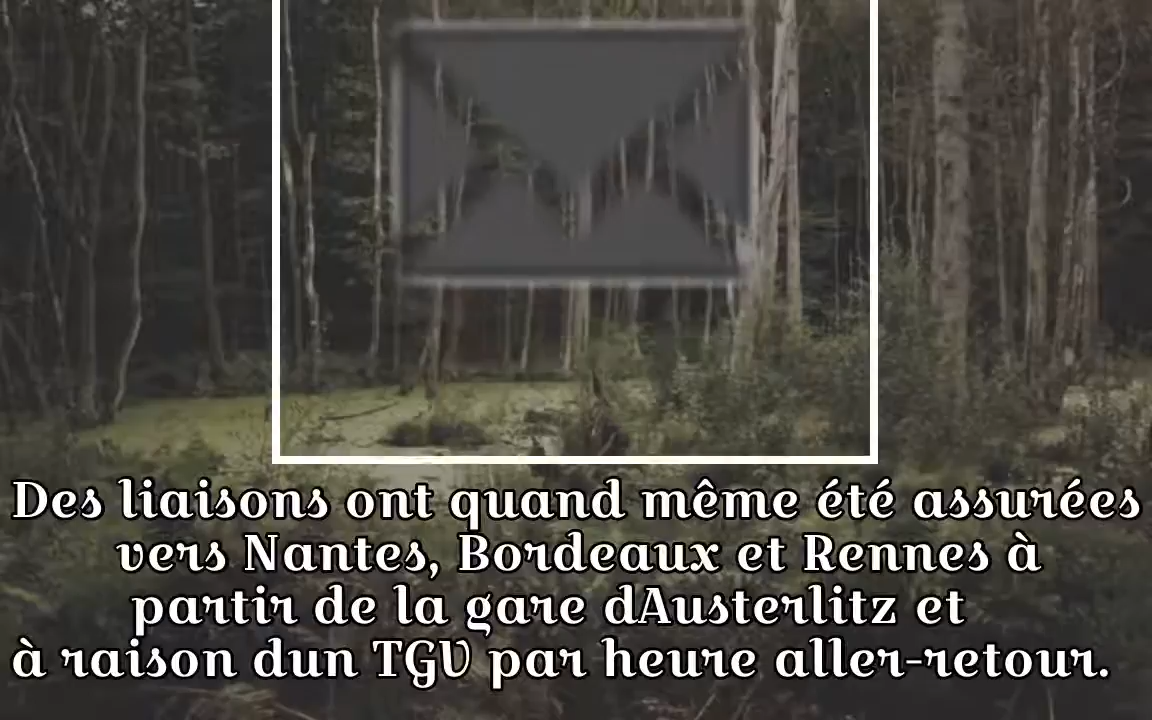 Des liaisons ont quand même été assurées
vers Nantes, Bordeaux et Rennes à
partir de la gare dAusterlitz et
à raison dun TGV par heure aller-retour.